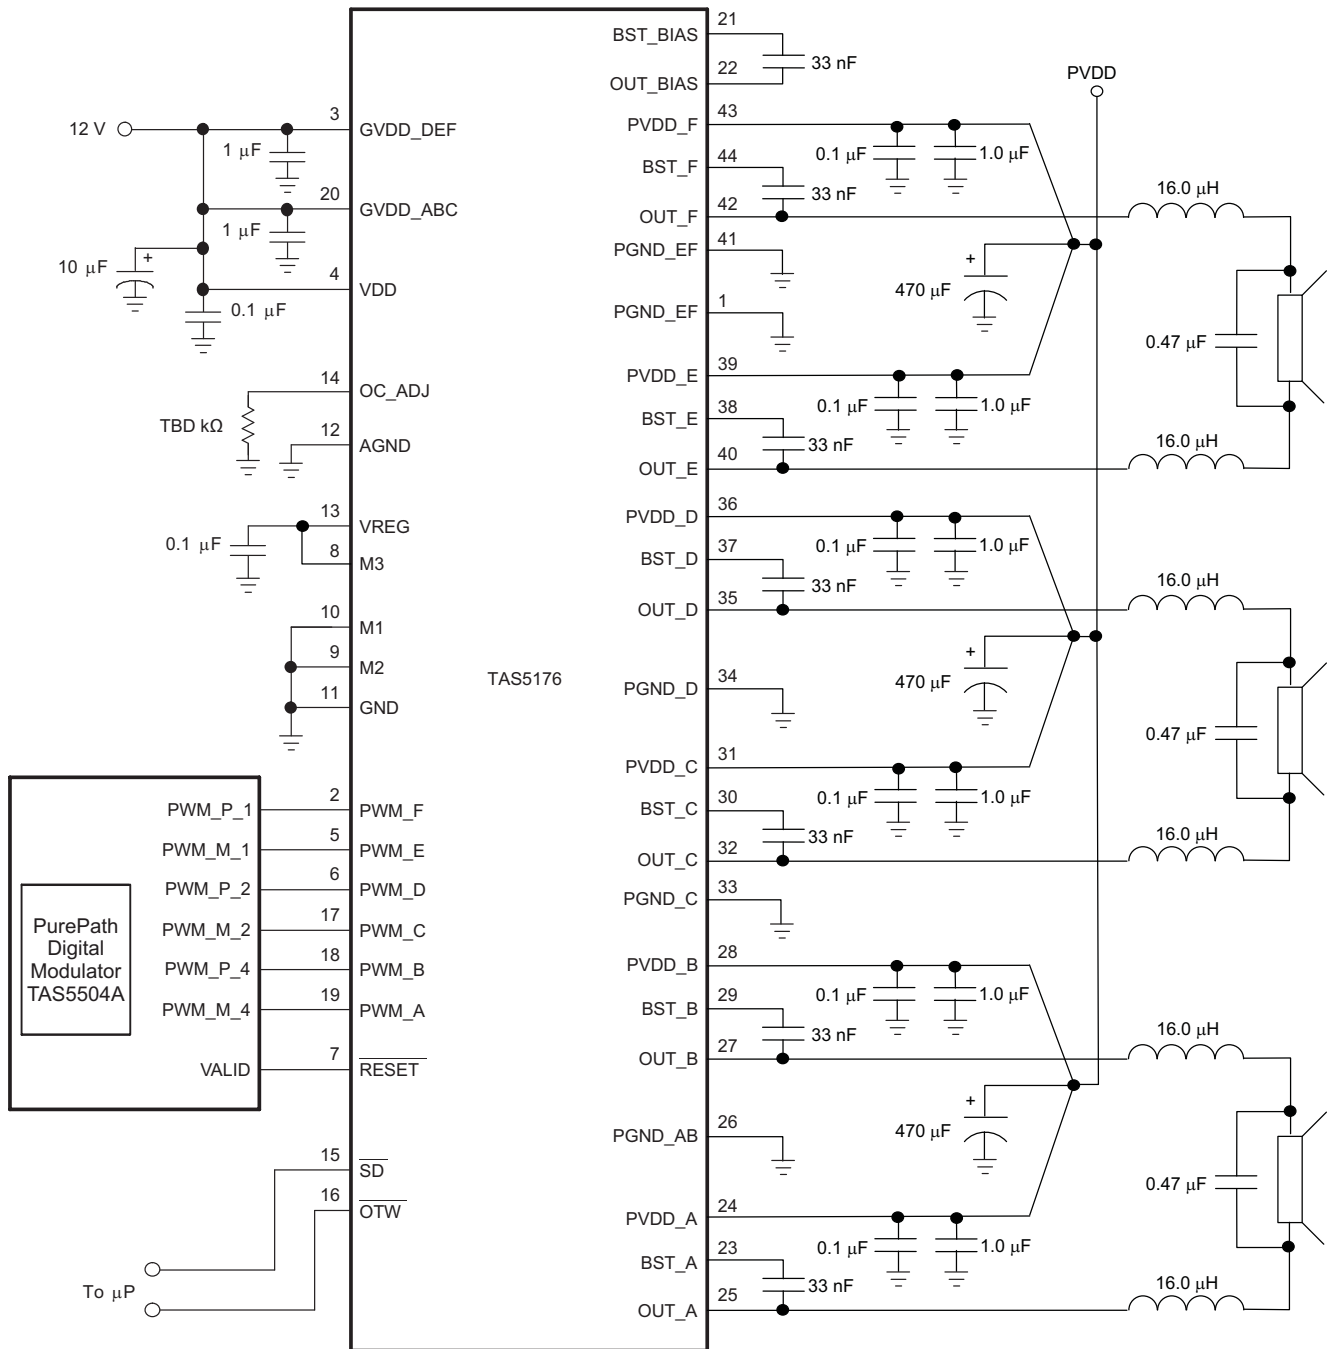 21
BST_BIAS
33 nF
22
OUT_BIAS
PVDD
12 V
3
GVDD_DEF
1 μF
20
GVDD_ABC
1 μF
10 μF
+
4
VDD
0.1 μF
43
PVDD_F
0.1 μF
1.0 μF
44
BST_F
33 nF
42
OUT_F
16.0 μH
41
PGND_EF
+
470 μF
1
PGND_EF
0.47 μF
39
PVDD_E
0.1 μF
1.0 μF
38
BST_E
33 nF
40
OUT_E
16.0 μH
14
OC_ADJ
TBD kΩ
12
AGND
13
VREG
0.1 μF
8
M3
10
M1
9
M2
11
GND
TAS5176
36
PVDD_D
0.1 μF
1.0 μF
37
BST_D
33 nF
35
OUT_D
16.0 μH
+
470 μF
34
PGND_D
0.47 μF
31
PVDD_C
0.1 μF
1.0 μF
30
BST_C
33 nF
32
OUT_C
16.0 μH
33
PGND_C
PWM_P_1
2
PWM_F
PWM_M_1
5
PWM_E
PWM_P_2
6
PWM_D
PWM_M_2
17
PWM_C
PWM_P_4
18
PWM_B
PWM_M_4
19
PWM_A
VALID
7
RESET
PurePath
Digital
Modulator
TAS5504A
15
SD
16
OTW
To μP
28
PVDD_B
0.1 μF
1.0 μF
29
BST_B
33 nF
27
OUT_B
16.0 μH
+
470 μF
26
PGND_AB
0.47 μF
24
PVDD_A
0.1 μF
1.0 μF
23
BST_A
33 nF
25
OUT_A
16.0 μH